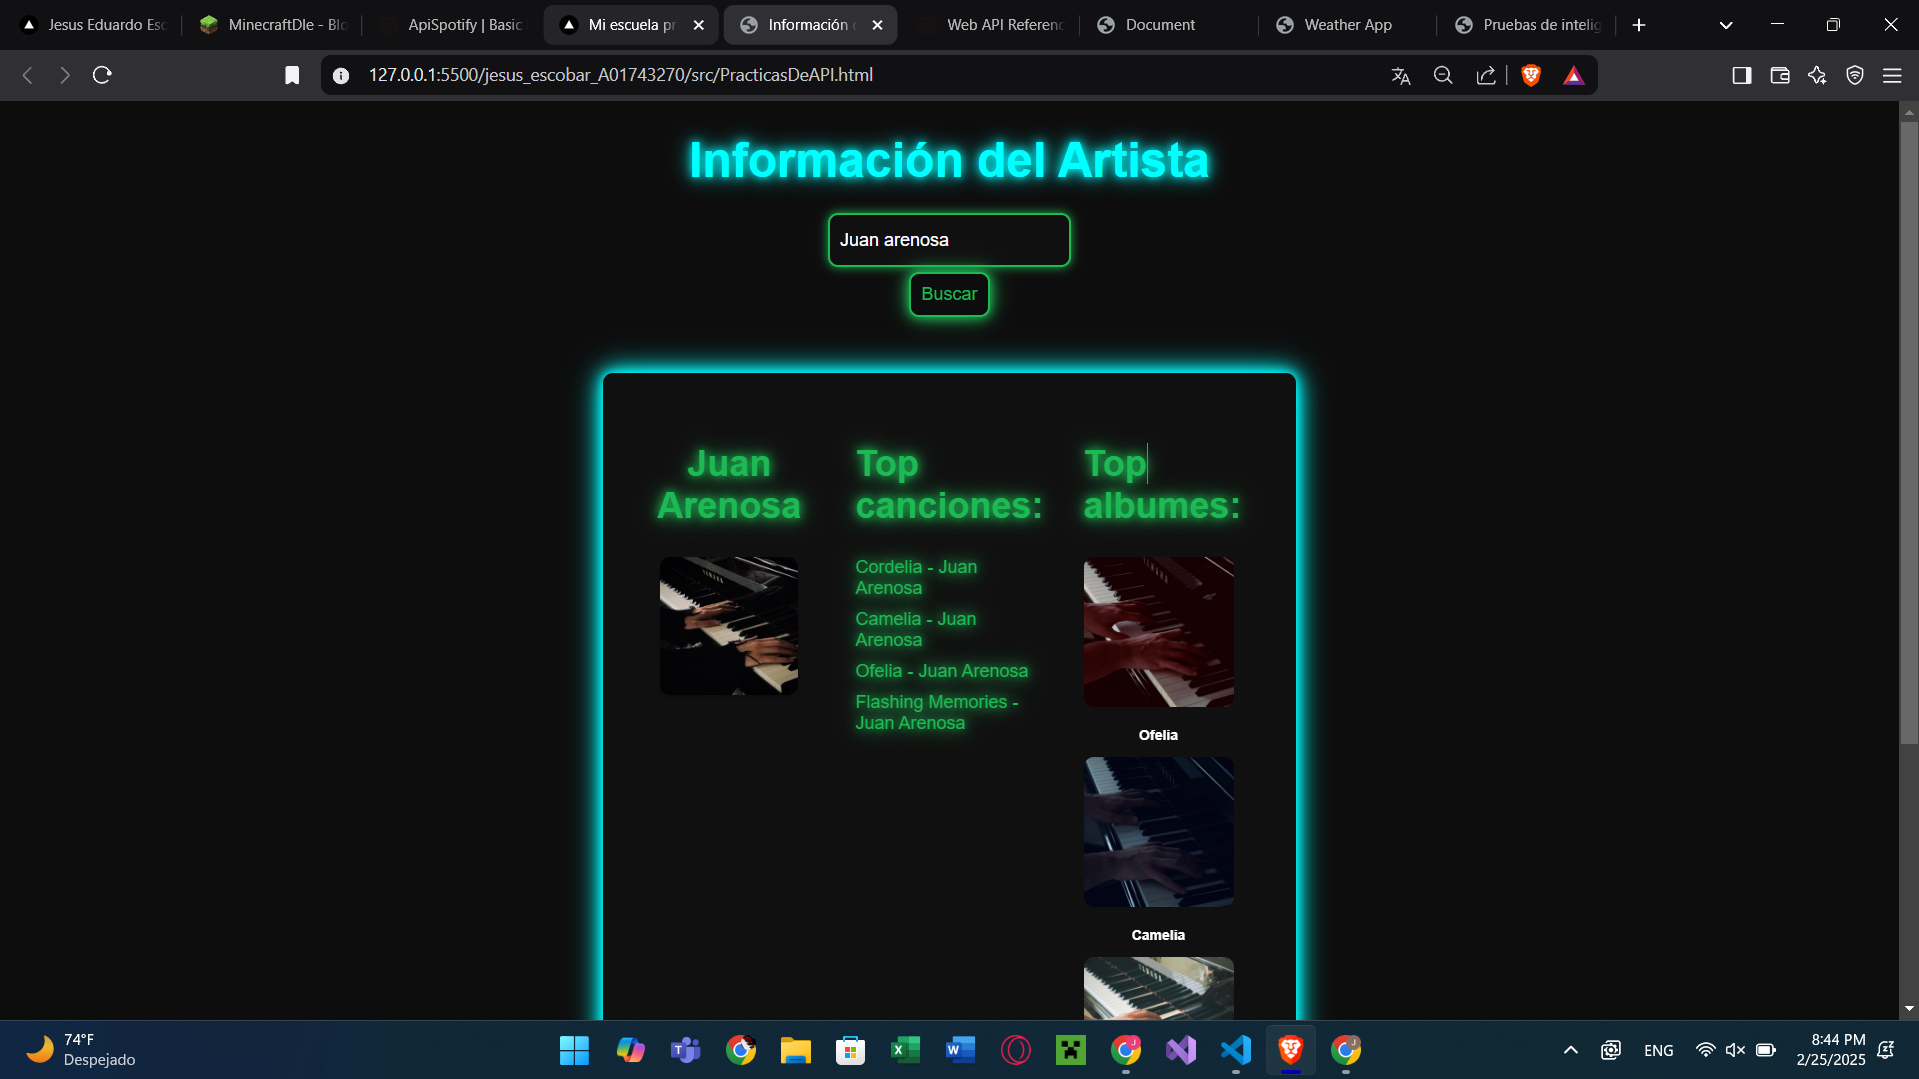 Jesus Eduardo Esc
MinecraftDle - Blo
ApiSpotify | Basic
Mi escuela pr
Información
Web API Referenc
Document
Weather App
Pruebas de intelig
127.0.0.1:5500/jesus_escobar_A01743270/src/PracticasDeAPI.html
Información del Artista
Juan arenosa
Buscar
Juan
Arenosa
Top
canciones:
Cordelia - Juan
Arenosa
Camelia - Juan
Arenosa
Ofelia - Juan Arenosa
Flashing Memories -
Juan Arenosa
Top
albumes:
Ofelia
Camelia
74°F
Despejado
ENG
8:44 PM
2/25/2025